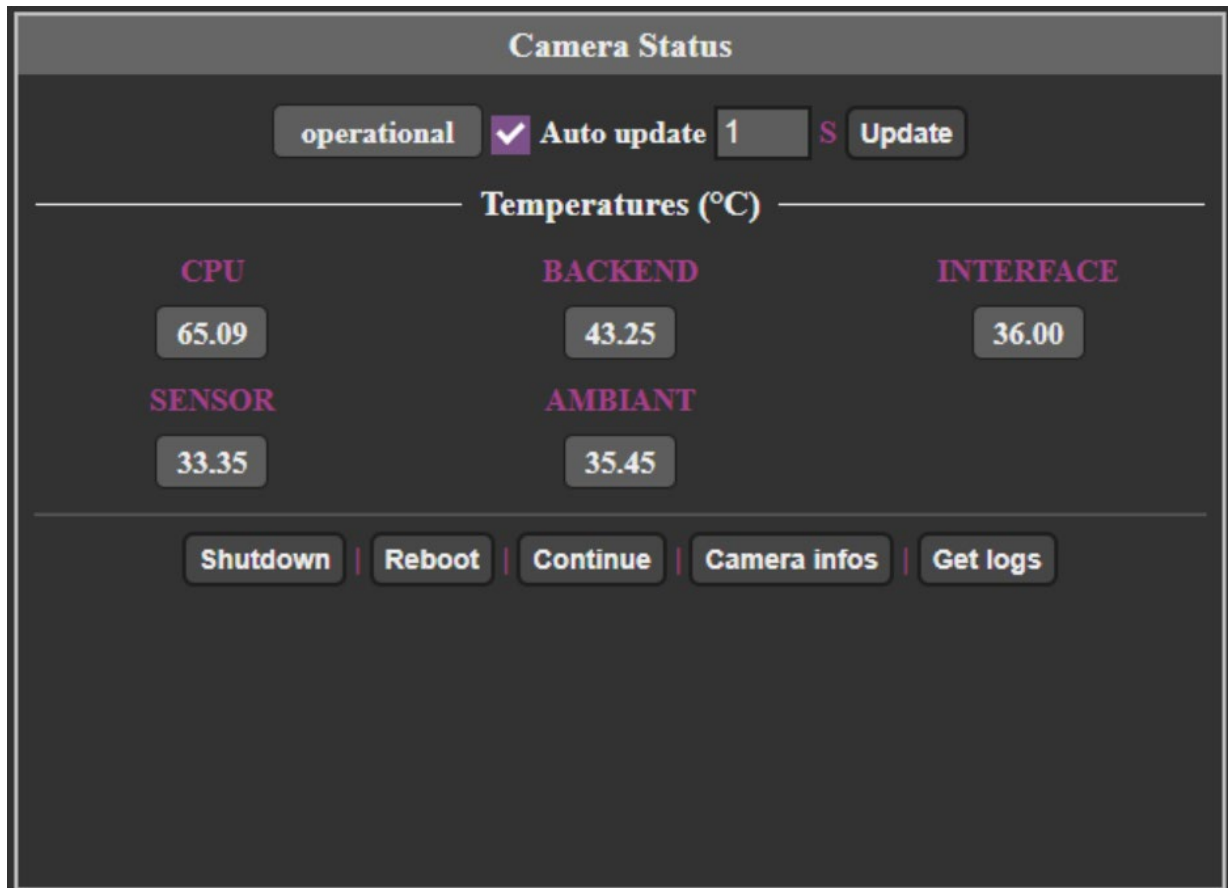 Camera Status
operational Auto update 1 S Update
Temperatures (°C)
CPU BACKEND INTERFACE
65.09 43.25 36.00
SENSOR AMBIANT
33.35 35.45
Shutdown | Reboot | Continue | Camera infos | Get logs